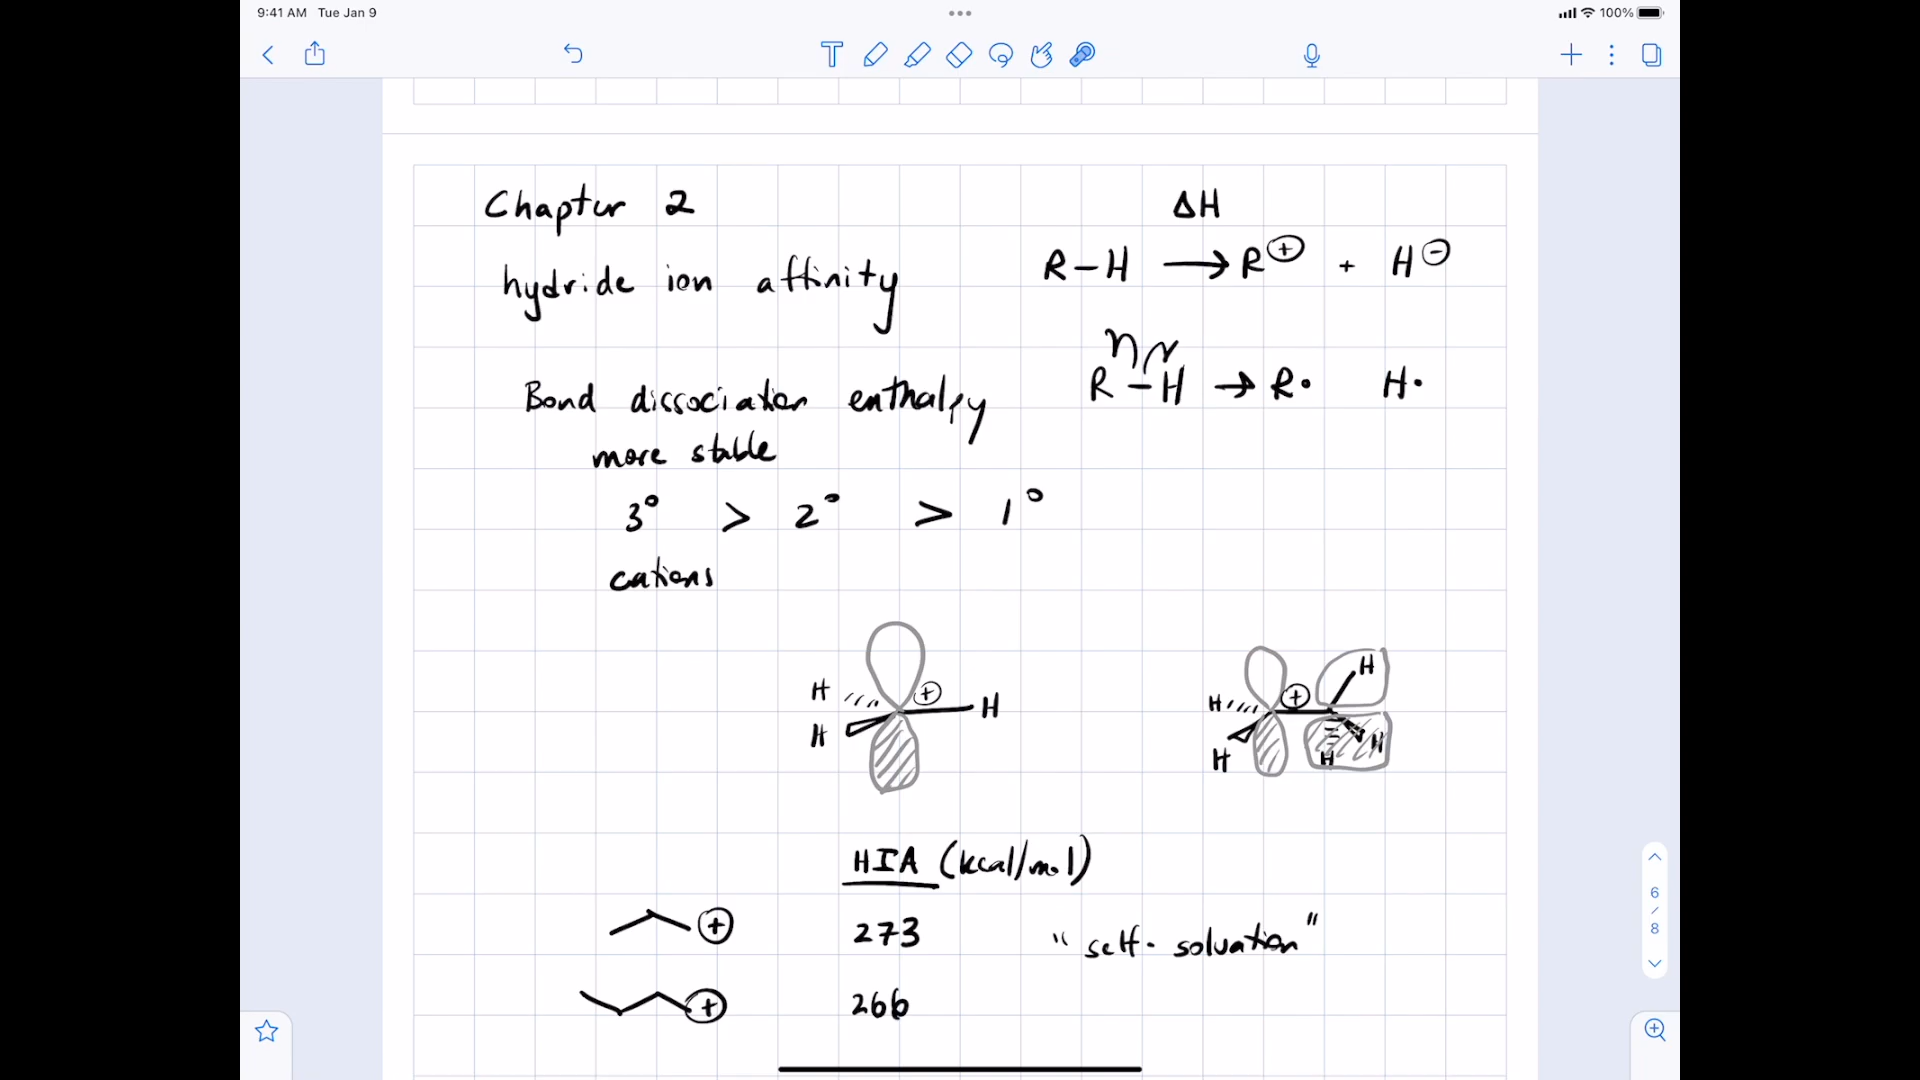 9:41 AM Tue Jan 9
100%
Chapter 2
ΔH
R–H → R⊕ + H⊖
hydride ion affinity
R–H → R• H•
Bond dissociation enthalpy
more stable
3° > 2° > 1°
cations
H H ⊕ H
H H ⊕ H H H
HIA (kcal/mol)
⊕ 273 "self-solvation"
⊕ 266
6
/
8